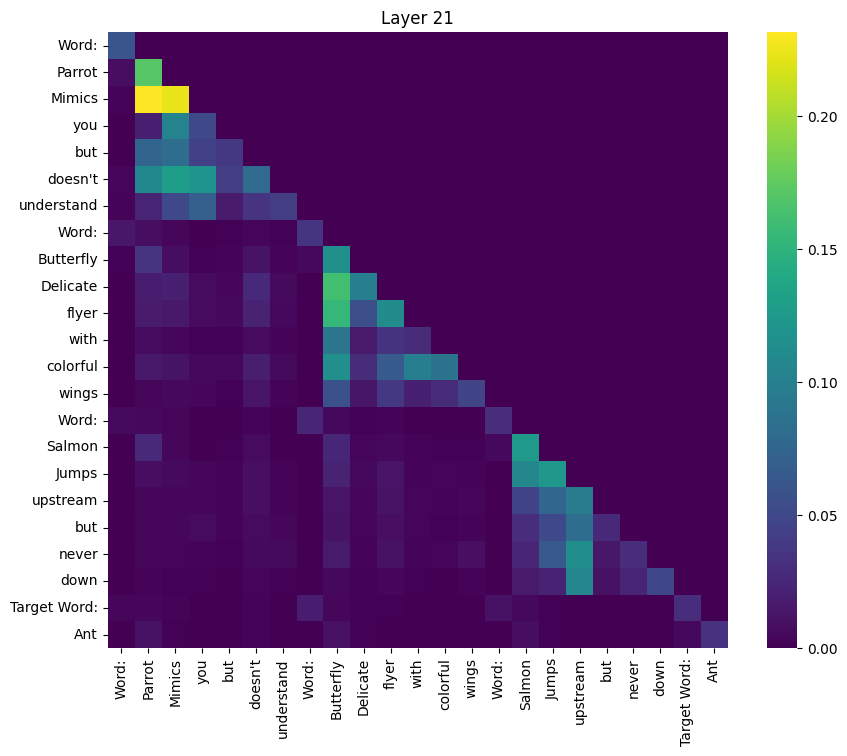 Layer 21
Word:
Parrot
Mimics
you
but
doesn't
understand
Word:
Butterfly
Delicate
flyer
with
colorful
wings
Word:
Salmon
Jumps
upstream
but
never
down
Target Word:
Ant
Word:
Parrot
Mimics
you
but
doesn't
understand
Word:
Butterfly
Delicate
flyer
with
colorful
wings
Word:
Salmon
Jumps
upstream
but
never
down
Target Word:
Ant
0.20
0.15
0.10
0.05
0.00